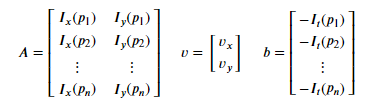 A = [ I_x(p_1) I_y(p_1) ; I_x(p_2) I_y(p_2) ; ⋮ ⋮ ; I_x(p_n) I_y(p_n) ] v = [ v_x ; v_y ] b = [ −I_t(p_1) ; −I_t(p_2) ; ⋮ ; −I_t(p_n) ]